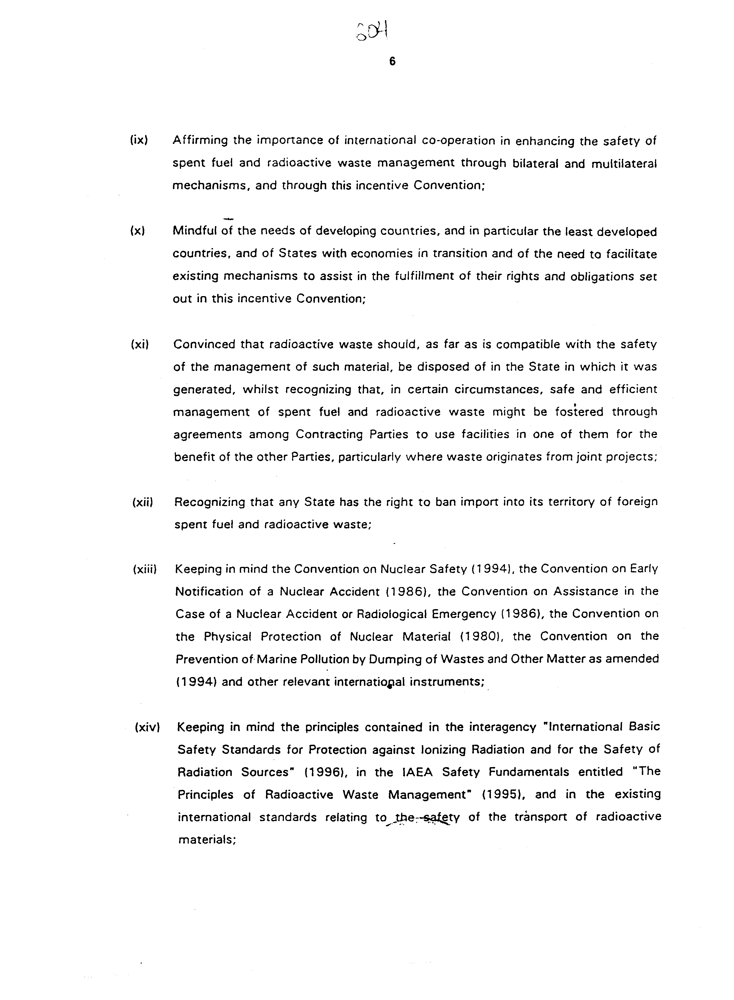 604
6
(ix) Affirming the importance of international co-operation in enhancing the safety of
spent fuel and radioactive waste management through bilateral and multilateral
mechanisms, and through this incentive Convention;
(x) Mindful of the needs of developing countries, and in particular the least developed
countries, and of States with economies in transition and of the need to facilitate
existing mechanisms to assist in the fulfillment of their rights and obligations set
out in this incentive Convention;
(xi) Convinced that radioactive waste should, as far as is compatible with the safety
of the management of such material, be disposed of in the State in which it was
generated, whilst recognizing that, in certain circumstances, safe and efficient
management of spent fuel and radioactive waste might be fostered through
agreements among Contracting Parties to use facilities in one of them for the
benefit of the other Parties, particularly where waste originates from joint projects;
(xii) Recognizing that any State has the right to ban import into its territory of foreign
spent fuel and radioactive waste;
(xiii) Keeping in mind the Convention on Nuclear Safety (1994), the Convention on Early
Notification of a Nuclear Accident (1986), the Convention on Assistance in the
Case of a Nuclear Accident or Radiological Emergency (1986), the Convention on
the Physical Protection of Nuclear Material (1980), the Convention on the
Prevention of Marine Pollution by Dumping of Wastes and Other Matter as amended
(1994) and other relevant international instruments;
(xiv) Keeping in mind the principles contained in the interagency "International Basic
Safety Standards for Protection against Ionizing Radiation and for the Safety of
Radiation Sources" (1996), in the IAEA Safety Fundamentals entitled "The
Principles of Radioactive Waste Management" (1995), and in the existing
international standards relating to the safety of the transport of radioactive
materials;